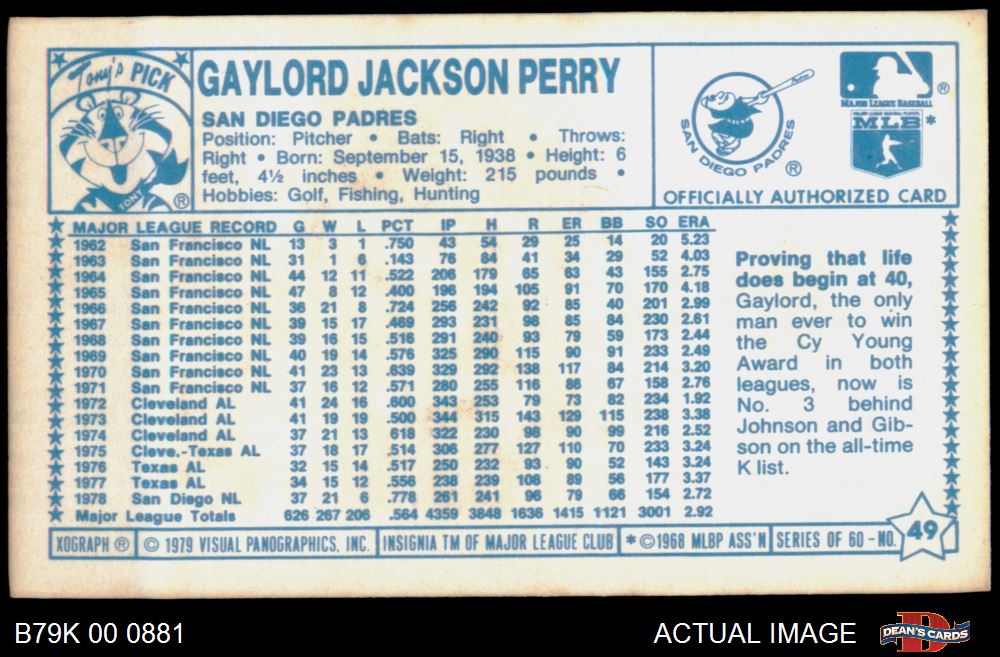 Tony's PICK
TONY
®
GAYLORD JACKSON PERRY
SAN DIEGO PADRES
Position: Pitcher • Bats: Right • Throws:
Right • Born: September 15, 1938 • Height: 6
feet, 4½ inches • Weight: 215 pounds •
Hobbies: Golf, Fishing, Hunting
SAN DIEGO PADRES
®
MAJOR LEAGUE BASEBALL
®
MAJOR LEAGUE BASEBALL PLAYERS
MLB
*
OFFICIALLY AUTHORIZED CARD
MAJOR LEAGUE RECORD G W L PCT IP H R ER BB SO ERA
1962 San Francisco NL 13 3 1 .750 43 54 29 25 14 20 5.23
1963 San Francisco NL 31 1 6 .143 76 84 41 34 29 52 4.03
1964 San Francisco NL 44 12 11 .522 206 179 65 63 43 155 2.75
1965 San Francisco NL 47 8 12 .400 196 194 105 91 70 170 4.18
1966 San Francisco NL 36 21 8 .724 256 242 92 85 40 201 2.99
1967 San Francisco NL 39 15 17 .469 293 231 98 85 84 230 2.61
1968 San Francisco NL 39 16 15 .516 291 240 93 79 59 173 2.44
1969 San Francisco NL 40 19 14 .576 325 290 115 90 91 233 2.49
1970 San Francisco NL 41 23 13 .639 329 292 138 117 84 214 3.20
1971 San Francisco NL 37 16 12 .571 280 255 116 86 67 158 2.76
1972 Cleveland AL 41 24 16 .600 343 253 79 73 82 234 1.92
1973 Cleveland AL 41 19 19 .500 344 315 143 129 115 238 3.38
1974 Cleveland AL 37 21 13 .618 322 230 98 90 99 216 2.52
1975 Cleve.-Texas AL 37 18 17 .514 306 277 127 110 70 233 3.24
1976 Texas AL 32 15 14 .517 250 232 93 90 52 143 3.24
1977 Texas AL 34 15 12 .556 238 239 108 89 56 177 3.37
1978 San Diego NL 37 21 6 .778 261 241 96 79 66 154 2.72
Major League Totals 626 267 206 .564 4359 3848 1636 1415 1121 3001 2.92
Proving that life
does begin at 40,
Gaylord, the only
man ever to win
the Cy Young
Award in both
leagues, now is
No. 3 behind
Johnson and Gib-
son on the all-time
K list.
XOGRAPH ® © 1979 VISUAL PANOGRAPHICS, INC. INSIGNIA TM OF MAJOR LEAGUE CLUB * © 1968 MLBP ASS'N SERIES OF 60 - NO. 49
B79K 00 0881
ACTUAL IMAGE
DEAN'S CARDS